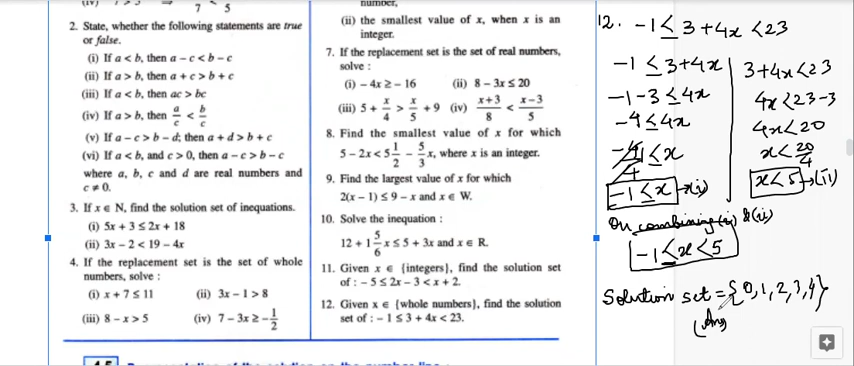 7 5
2. State, whether the following statements are true
or false.
(i) If a < b, then a – c < b – c
(ii) If a > b, then a + c > b + c
(iii) If a < b, then ac > bc
(iv) If a > b, then a/c < b/c
(v) If a – c > b – d; then a + d > b + c
(vi) If a < b, and c > 0, then a – c > b – c
where a, b, c and d are real numbers and
c ≠ 0.
3. If x ∈ N, find the solution set of inequations.
(i) 5x + 3 ≤ 2x + 18
(ii) 3x – 2 < 19 – 4x
4. If the replacement set is the set of whole
numbers, solve :
(i) x + 7 ≤ 11 (ii) 3x – 1 > 8
(iii) 8 – x > 5 (iv) 7 – 3x ≥ – 1/2
number,
(ii) the smallest value of x, when x is an
integer.
7. If the replacement set is the set of real numbers,
solve :
(i) – 4x ≥ – 16 (ii) 8 – 3x ≤ 20
(iii) 5 + x/4 > x/5 + 9 (iv) x+3/8 < x–3/5
8. Find the smallest value of x for which
5 – 2x < 5 1/2 – 5/3 x, where x is an integer.
9. Find the largest value of x for which
2(x – 1) ≤ 9 – x and x ∈ W.
10. Solve the inequation :
12 + 1 5/6 x ≤ 5 + 3x and x ∈ R.
11. Given x ∈ {integers}, find the solution set
of : – 5 ≤ 2x – 3 < x + 2.
12. Given x ∈ {whole numbers}, find the solution
set of : – 1 ≤ 3 + 4x < 23.
12. -1 ≤ 3 + 4x < 23
-1 ≤ 3+4x
-1-3 ≤ 4x
-4 ≤ 4x
-4/4 ≤ x
-1 ≤ x → (i)
3+4x < 23
4x < 23-3
4x < 20
x < 20/4
x < 5 → (ii)
On combining (i) & (ii)
-1 ≤ x < 5
Solution set = {0,1,2,3,4}
(Ans